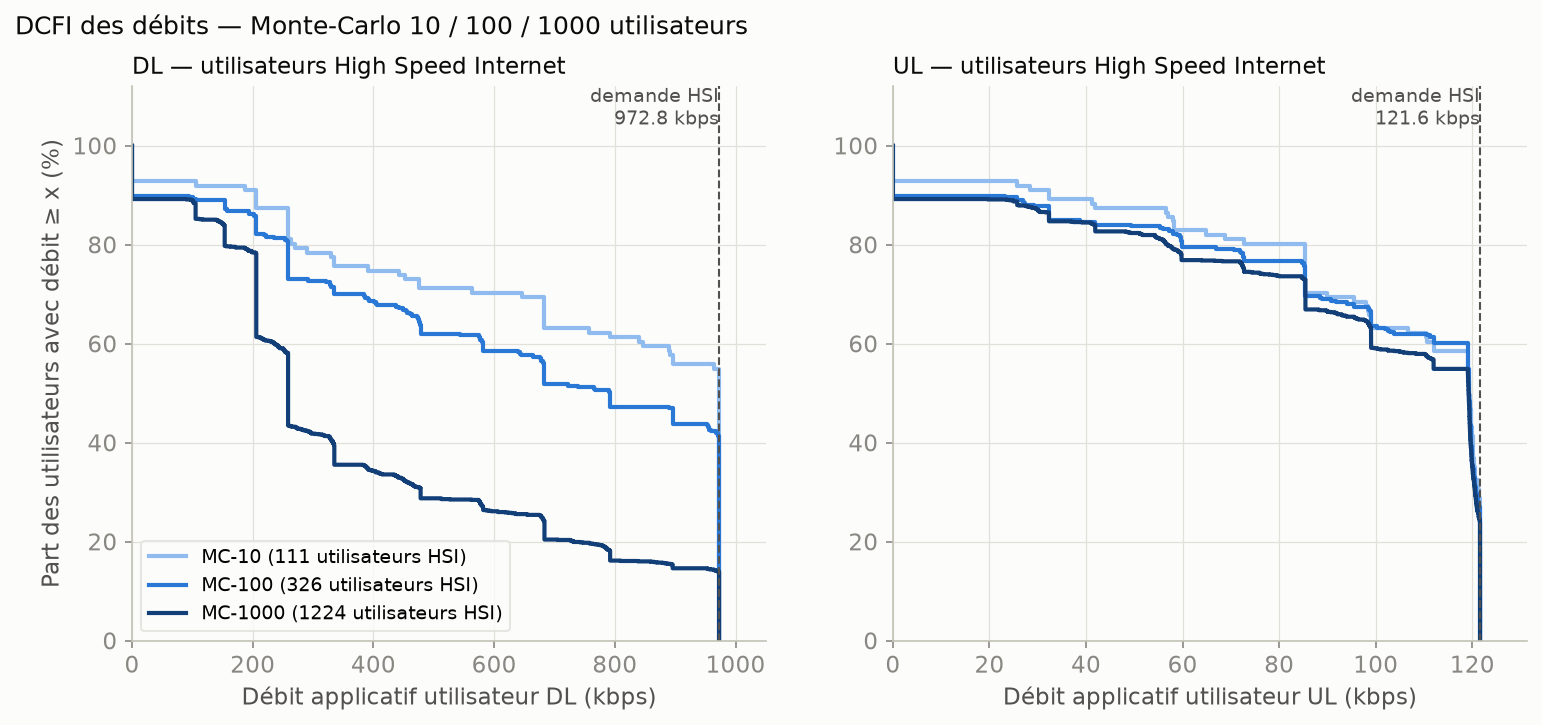 DCFI des débits — Monte-Carlo 10 / 100 / 1000 utilisateurs
DL — utilisateurs High Speed Internet
demande HSI
972.8 kbps
Part des utilisateurs avec débit ≥ x (%)
100
80
60
40
20
0
MC-10 (111 utilisateurs HSI)
MC-100 (326 utilisateurs HSI)
MC-1000 (1224 utilisateurs HSI)
0 200 400 600 800 1000
Débit applicatif utilisateur DL (kbps)
UL — utilisateurs High Speed Internet
demande HSI
121.6 kbps
100
80
60
40
20
0
0 20 40 60 80 100 120
Débit applicatif utilisateur UL (kbps)